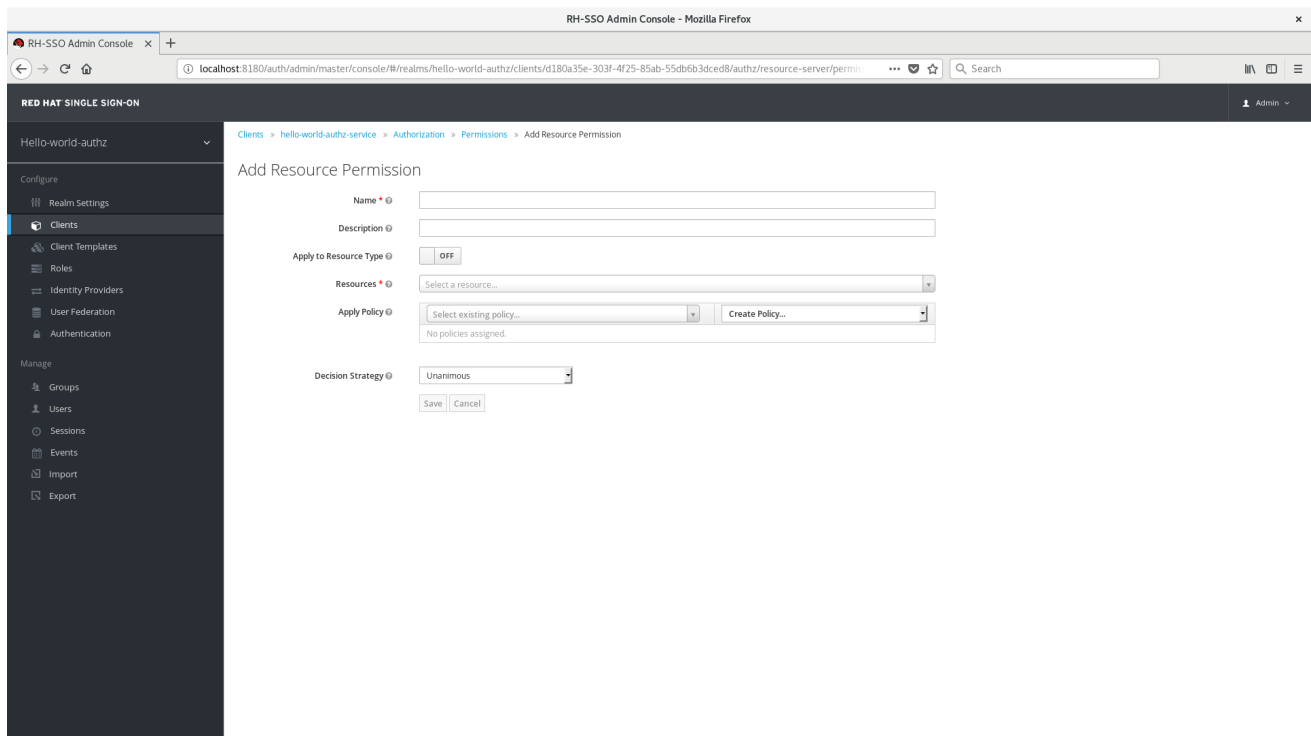 RH-SSO Admin Console - Mozilla Firefox
RH-SSO Admin Console
localhost:8180/auth/admin/master/console/#/realms/hello-world-authz/clients/d180a35e-303f-4f25-85ab-55db6b3dced8/authz/resource-server/permis
Search
RED HAT SINGLE SIGN-ON
Admin
Hello-world-authz
Configure
Realm Settings
Clients
Client Templates
Roles
Identity Providers
User Federation
Authentication
Manage
Groups
Users
Sessions
Events
Import
Export
Clients » hello-world-authz-service » Authorization » Permissions » Add Resource Permission
Add Resource Permission
Name *
Description
Apply to Resource Type OFF
Resources * Select a resource...
Apply Policy Select existing policy... Create Policy...
No policies assigned.
Decision Strategy Unanimous
Save Cancel